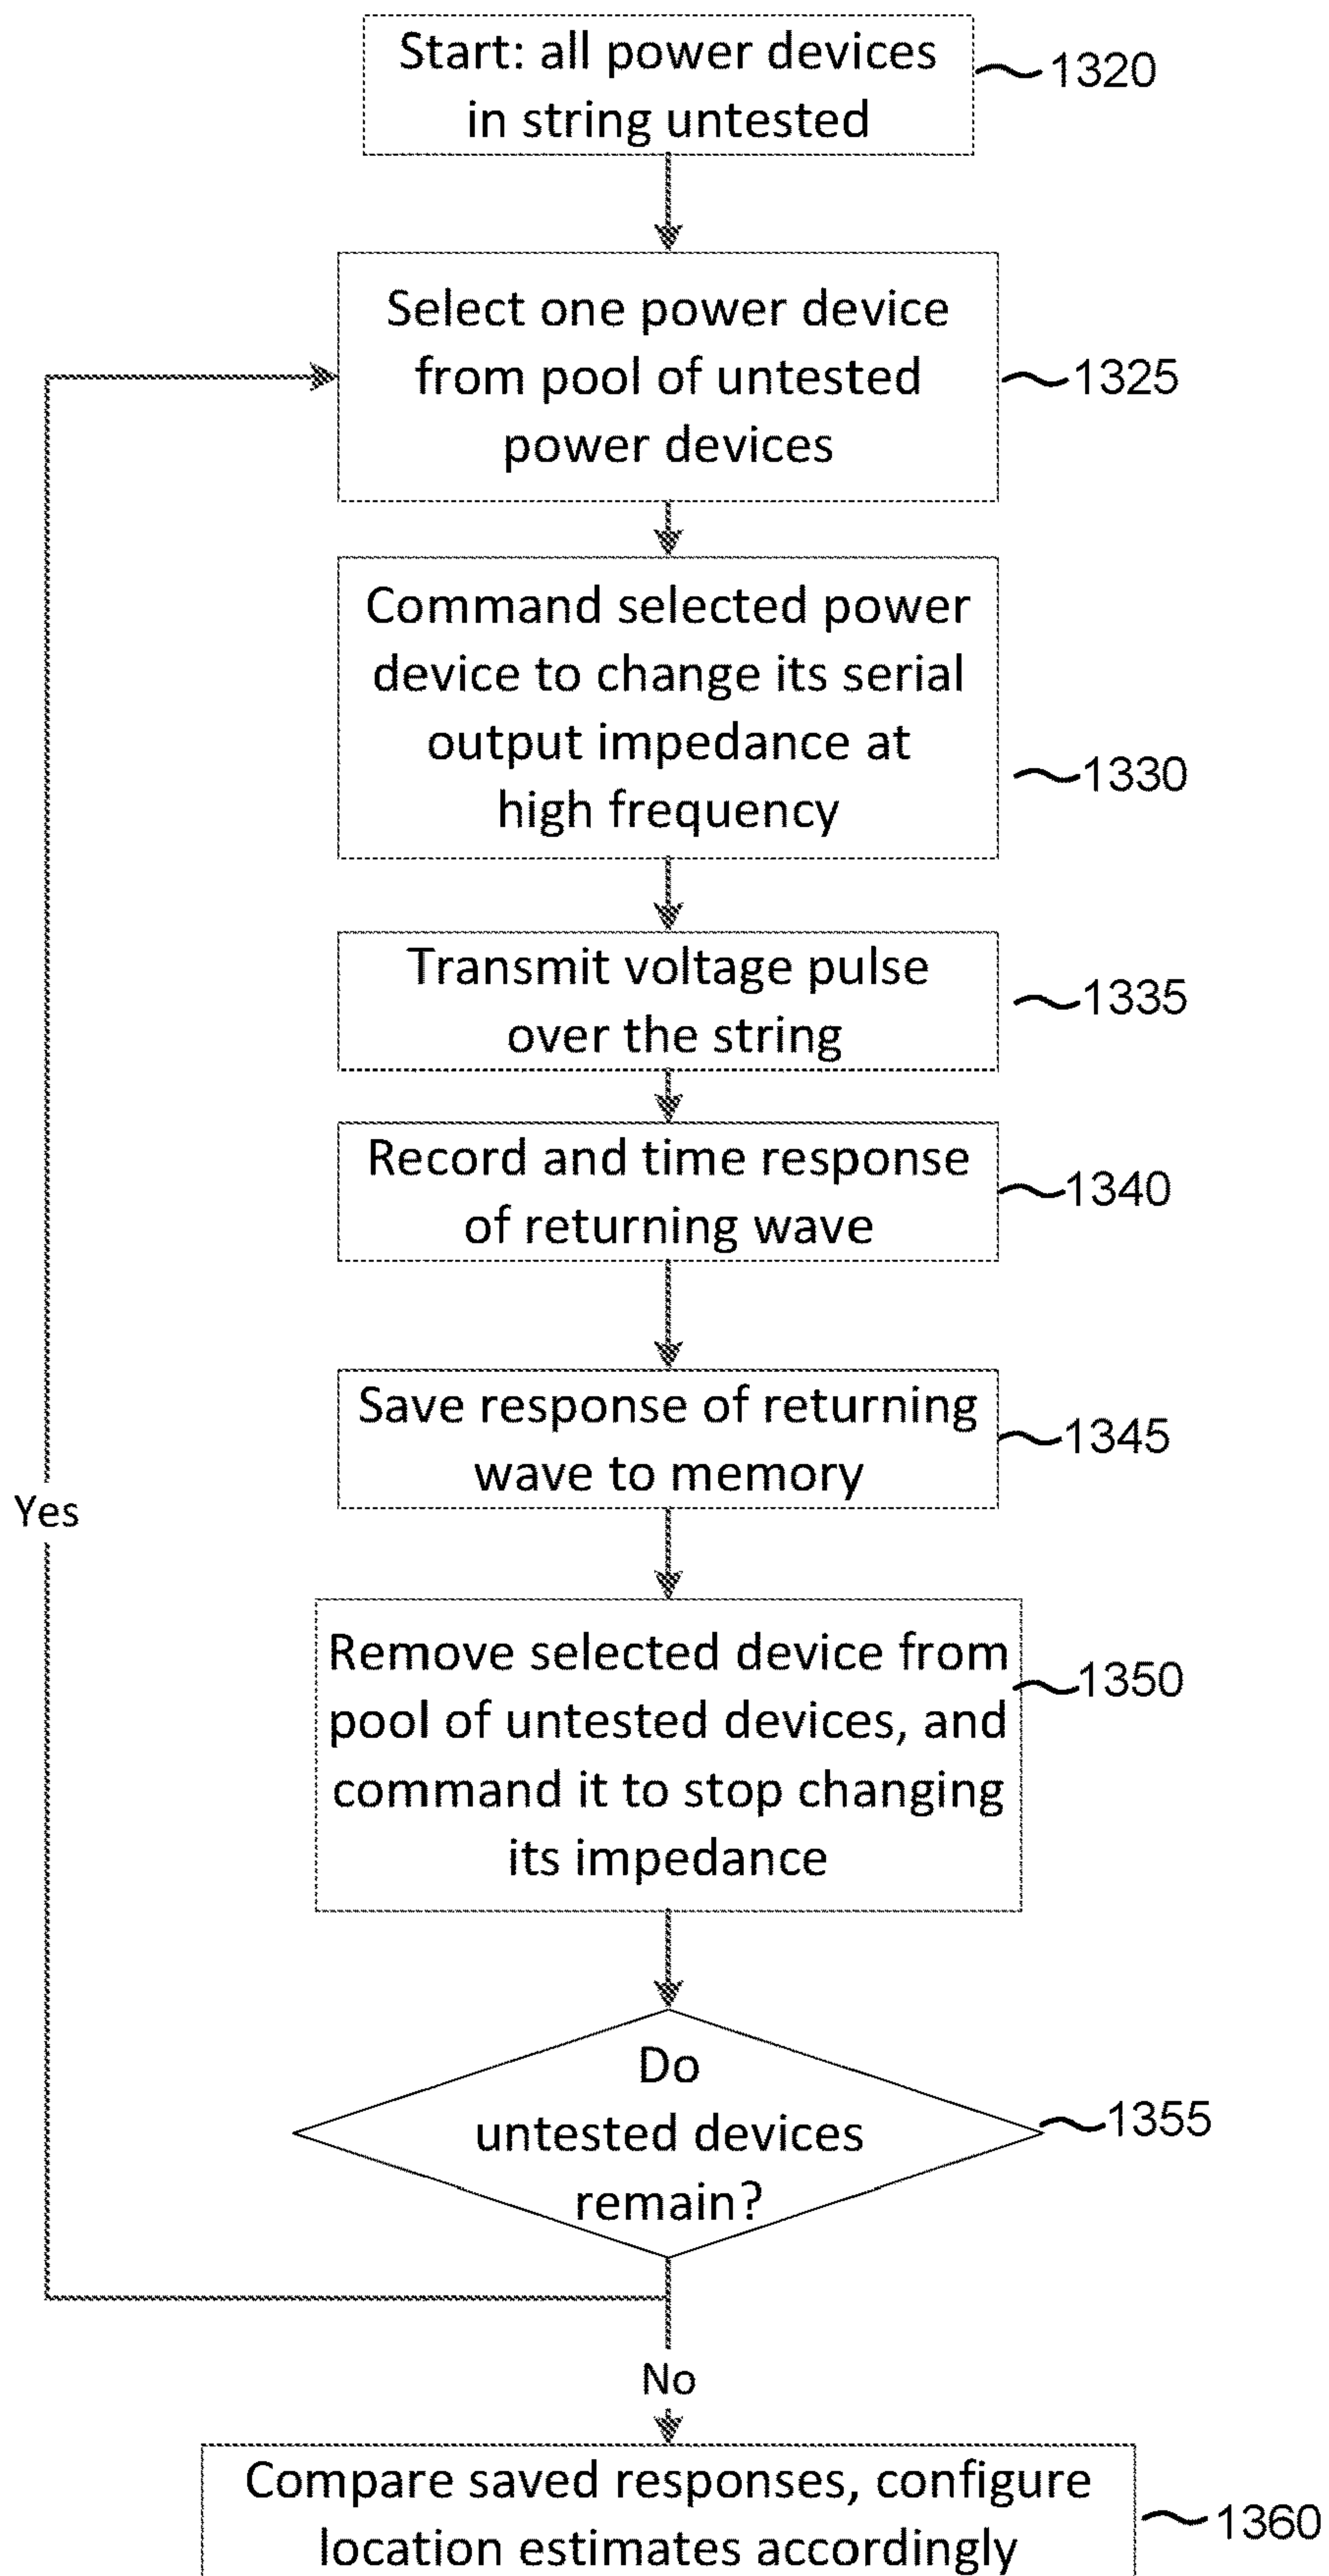 Start: all power devices
in string untested
1320
Select one power device
from pool of untested
power devices
1325
Command selected power
device to change its serial
output impedance at
high frequency
1330
Transmit voltage pulse
over the string
1335
Record and time response
of returning wave
1340
Save response of returning
wave to memory
1345
Yes
Remove selected device from
pool of untested devices, and
command it to stop changing
its impedance
1350
Do
untested devices
remain?
1355
No
Compare saved responses, configure
location estimates accordingly
1360